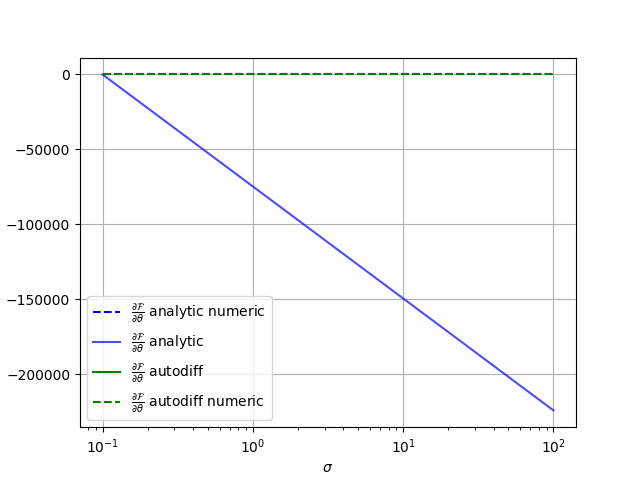 0
−50000
−100000
−150000
−200000
∂ℱ/∂θ analytic numeric
∂ℱ/∂θ analytic
∂ℱ/∂θ autodiff
∂ℱ/∂θ autodiff numeric
10⁻¹ 10⁰ 10¹ 10²
σ